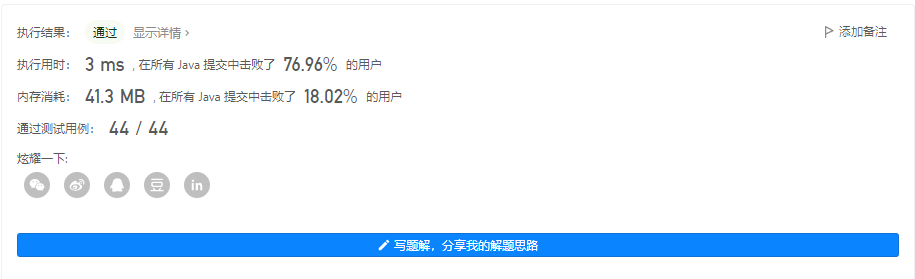 执行结果： 通过 显示详情 › 添加备注
执行用时： 3 ms , 在所有 Java 提交中击败了 76.96% 的用户
内存消耗： 41.3 MB , 在所有 Java 提交中击败了 18.02% 的用户
通过测试用例： 44 / 44
炫耀一下:
豆 in
写题解，分享我的解题思路